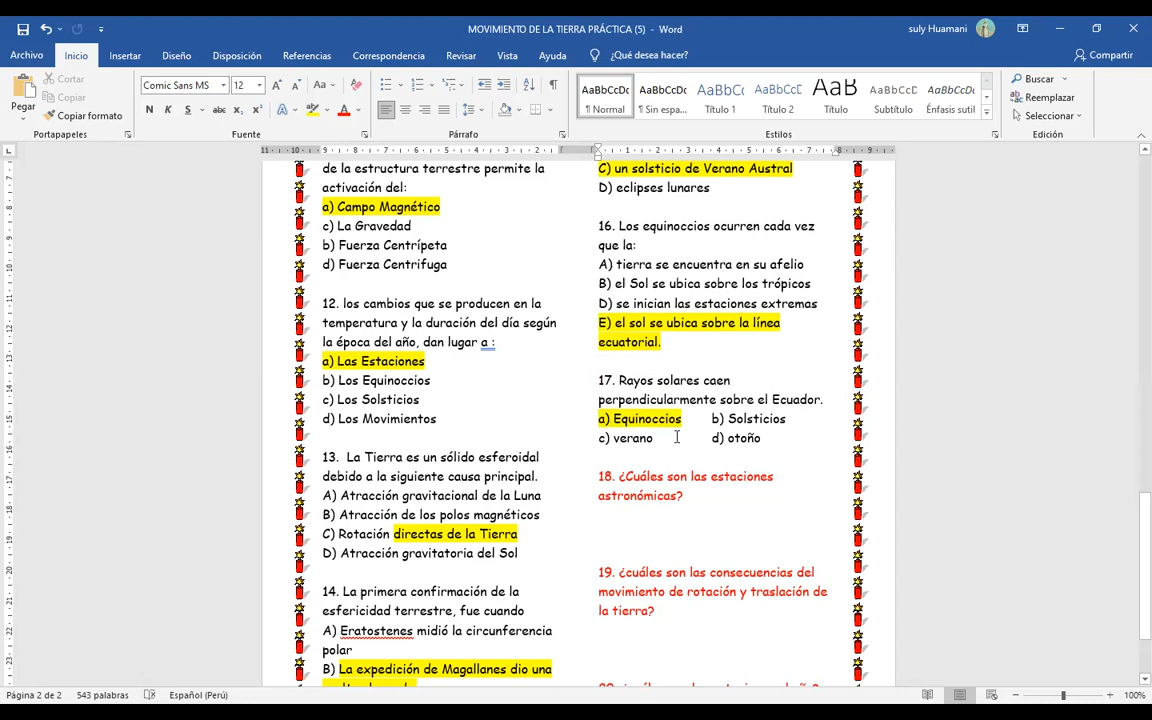 MOVIMIENTO DE LA TIERRA PRÁCTICA (5) - Word
suly Huamani
Archivo Inicio Insertar Diseño Disposición Referencias Correspondencia Revisar Vista Ayuda ¿Qué desea hacer? Compartir
Pegar
Cortar
Copiar
Copiar formato
Portapapeles
Comic Sans MS 12
Fuente
Párrafo
AaBbCcDc AaBbCcDc AaBbCc AaBbCcD AaB AaBbCcD AaBbCcDc
¶ Normal ¶ Sin espa... Título 1 Título 2 Título Subtítulo Énfasis sutil
Estilos
Buscar
Reemplazar
Seleccionar
Edición
de la estructura terrestre permite la
activación del:
a) Campo Magnético
c) La Gravedad
b) Fuerza Centrípeta
d) Fuerza Centrifuga
12. los cambios que se producen en la
temperatura y la duración del día según
la época del año, dan lugar a :
a) Las Estaciones
b) Los Equinoccios
c) Los Solsticios
d) Los Movimientos
13. La Tierra es un sólido esferoidal
debido a la siguiente causa principal.
A) Atracción gravitacional de la Luna
B) Atracción de los polos magnéticos
C) Rotación directas de la Tierra
D) Atracción gravitatoria del Sol
14. La primera confirmación de la
esfericidad terrestre, fue cuando
A) Eratostenes midió la circunferencia
polar
B) La expedición de Magallanes dio una
C) un solsticio de Verano Austral
D) eclipses lunares
16. Los equinoccios ocurren cada vez
que la:
A) tierra se encuentra en su afelio
B) el Sol se ubica sobre los trópicos
D) se inician las estaciones extremas
E) el sol se ubica sobre la línea
ecuatorial.
17. Rayos solares caen
perpendicularmente sobre el Ecuador.
a) Equinoccios b) Solsticios
c) verano d) otoño
18. ¿Cuáles son las estaciones
astronómicas?
19. ¿cuáles son las consecuencias del
movimiento de rotación y traslación de
la tierra?
Página 2 de 2 543 palabras Español (Perú) 100%